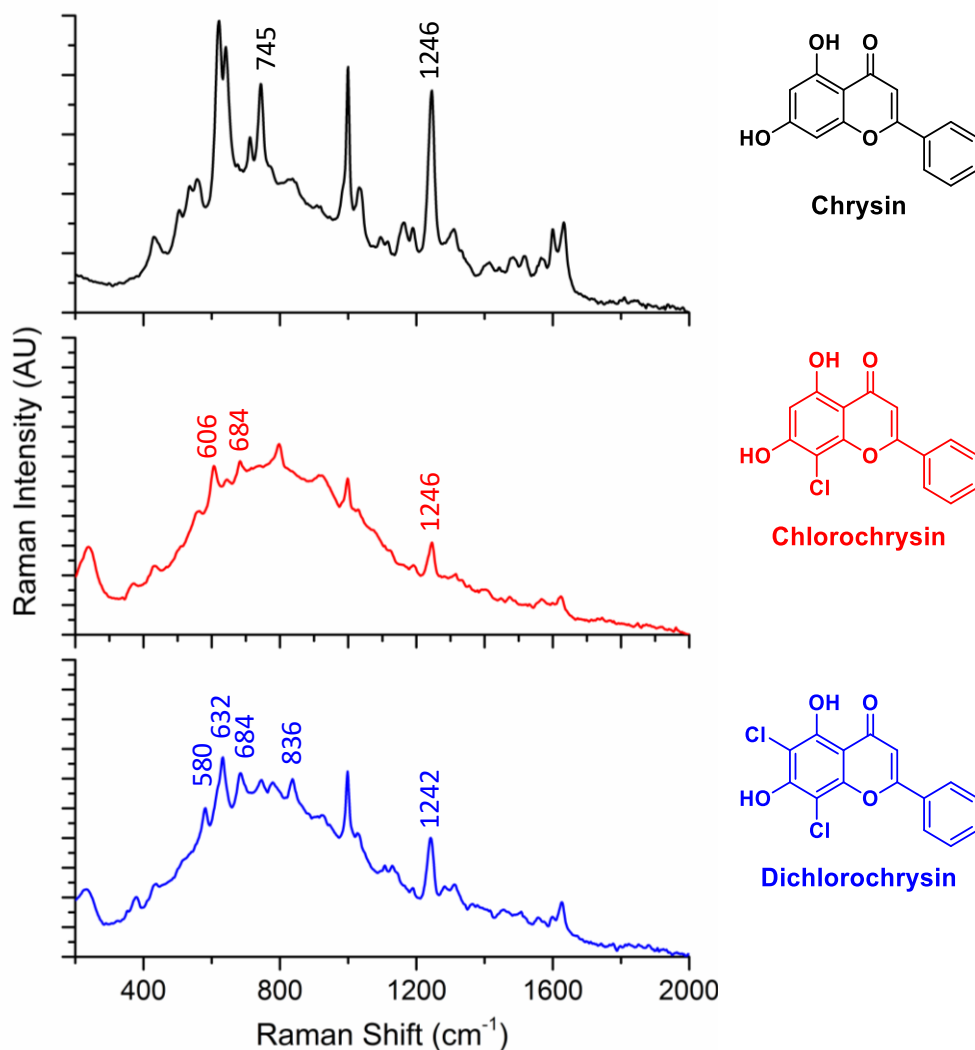 Raman Intensity (AU)
745
1246
OH
O
HO
O
Chrysin
606
684
1246
OH
O
HO
O
Cl
Chlorochrysin
580
632
684
836
1242
OH
O
Cl
HO
O
Cl
Dichlorochrysin
400
800
1200
1600
2000
Raman Shift (cm⁻¹)